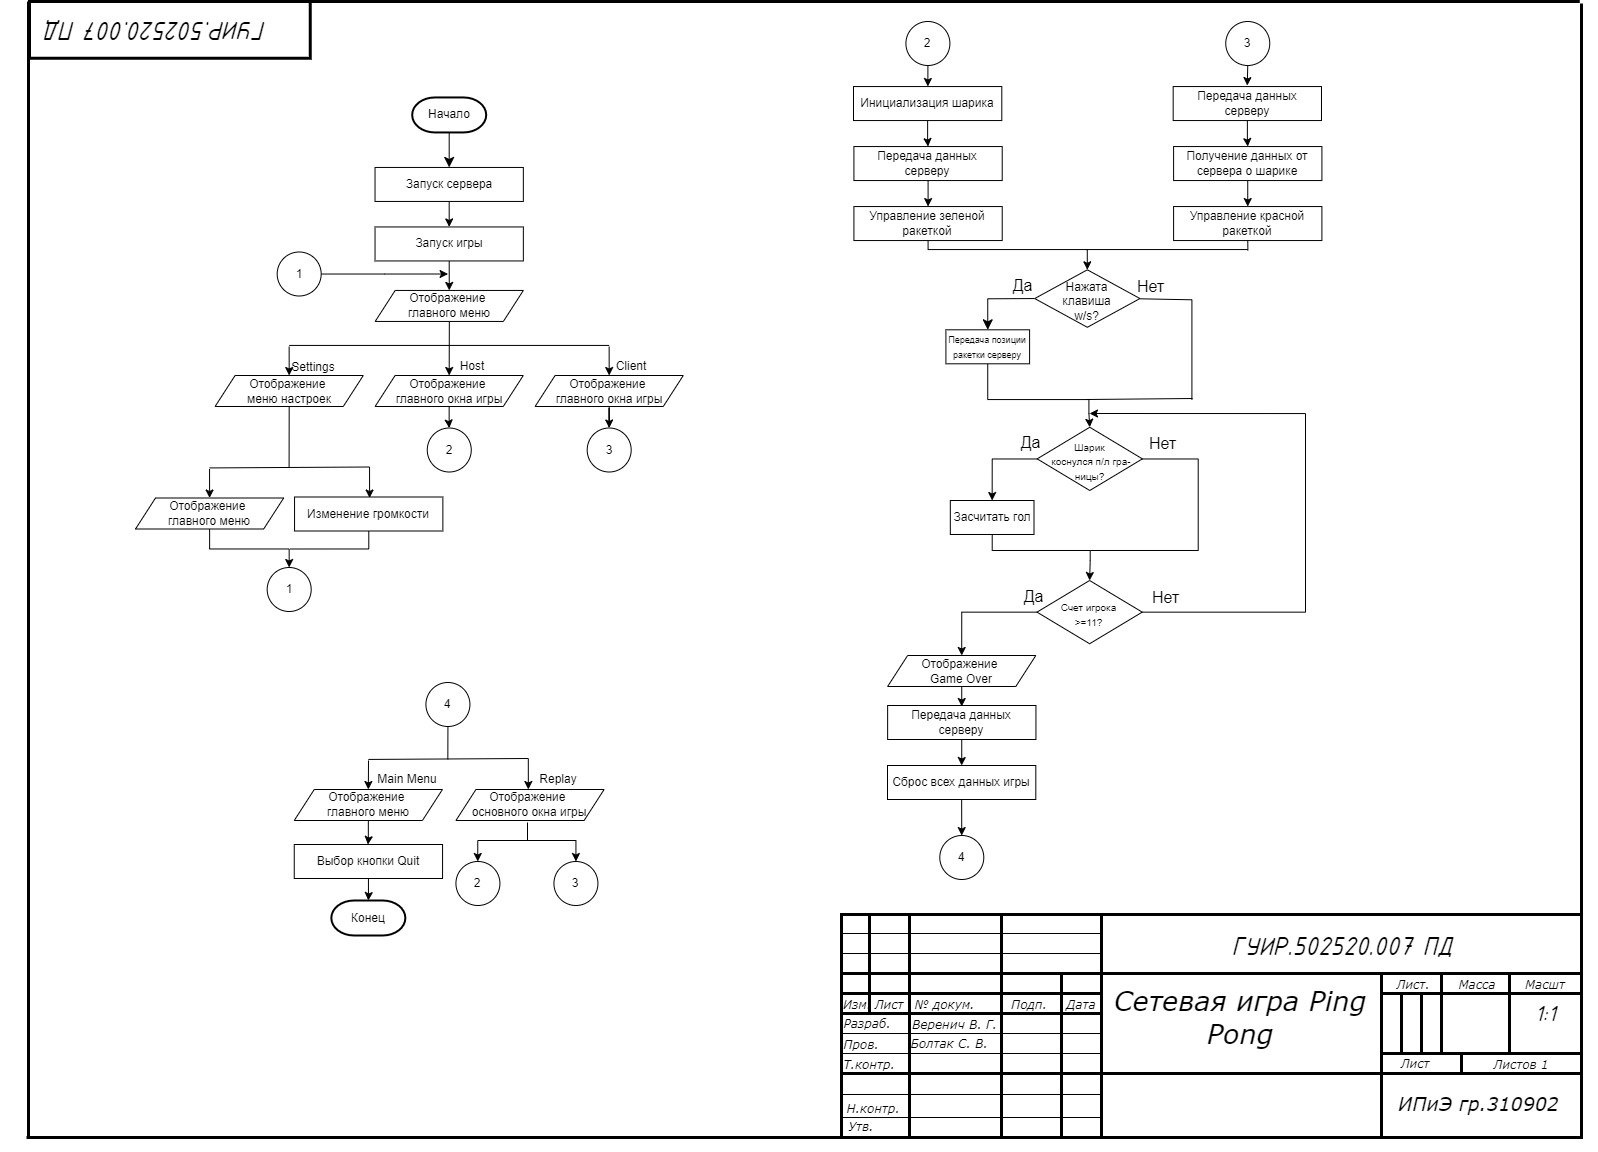 ГУИР.502520.007 ПД
Начало
Запуск сервера
Запуск игры
1
Отображение
главного меню
Settings
Host
Client
Отображение
меню настроек
Отображение
главного окна игры
Отображение
главного окна игры
2
3
Отображение
главного меню
Изменение громкости
1
4
Main Menu
Replay
Отображение
главного меню
Отображение
основного окна игры
Выбор кнопки Quit
2
3
Конец
2
3
Инициализация шарика
Передача данных
серверу
Передача данных
серверу
Получение данных от
сервера о шарике
Управление зеленой
ракеткой
Управление красной
ракеткой
Да
Нажата
клавиша
w/s?
Нет
Передача позиции
ракетки серверу
Да
Шарик
коснулся п/л гра-
ницы?
Нет
Засчитать гол
Да
Счет игрока
>=11?
Нет
Отображение
Game Over
Передача данных
серверу
Сброс всех данных игры
4
ГУИР.502520.007 ПД
Изм Лист № докум. Подп. Дата
Разраб. Веренич В. Г.
Пров. Болтак С. В.
Т.контр.
Н.контр.
Утв.
Сетевая игра Ping
Pong
Лист. Масса Масшт
1:1
Лист Листов 1
ИПиЭ гр.310902